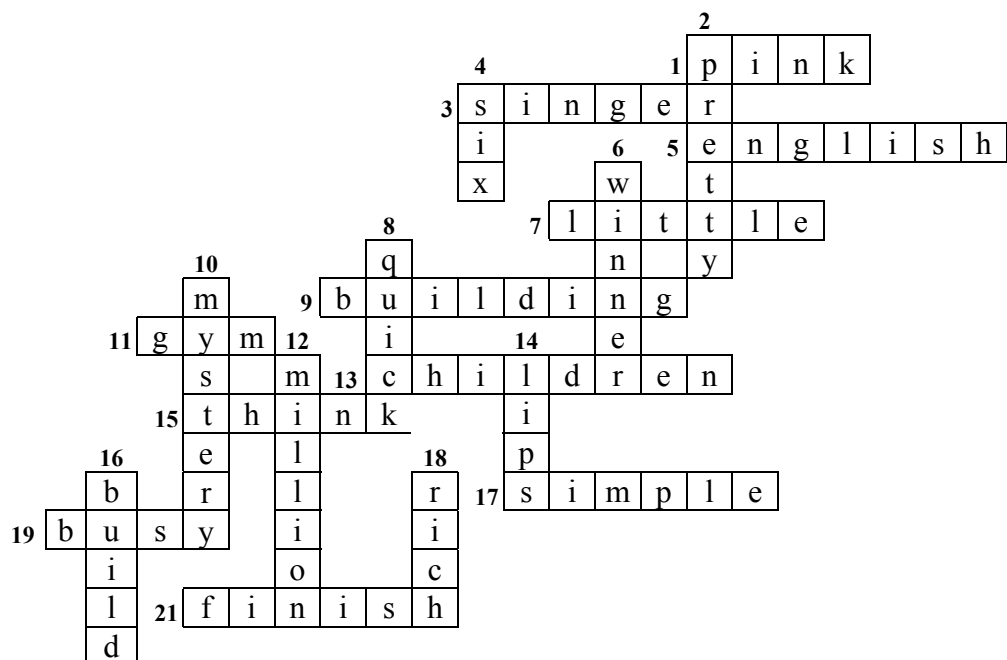 2
4 1 p i n k
3 s i n g e r
i 6 5 e n g l i s h
x w t
8 7 l i t t l e
10 q n y
m 9 b u i l d i n g
11 g y m 12 i 14 e
s m 13 c h i l d r e n
15 t h i n k i
16 e l 18 p
b r l r 17 s i m p l e
19 b u s y i i
i o c
l 21 f i n i s h
d